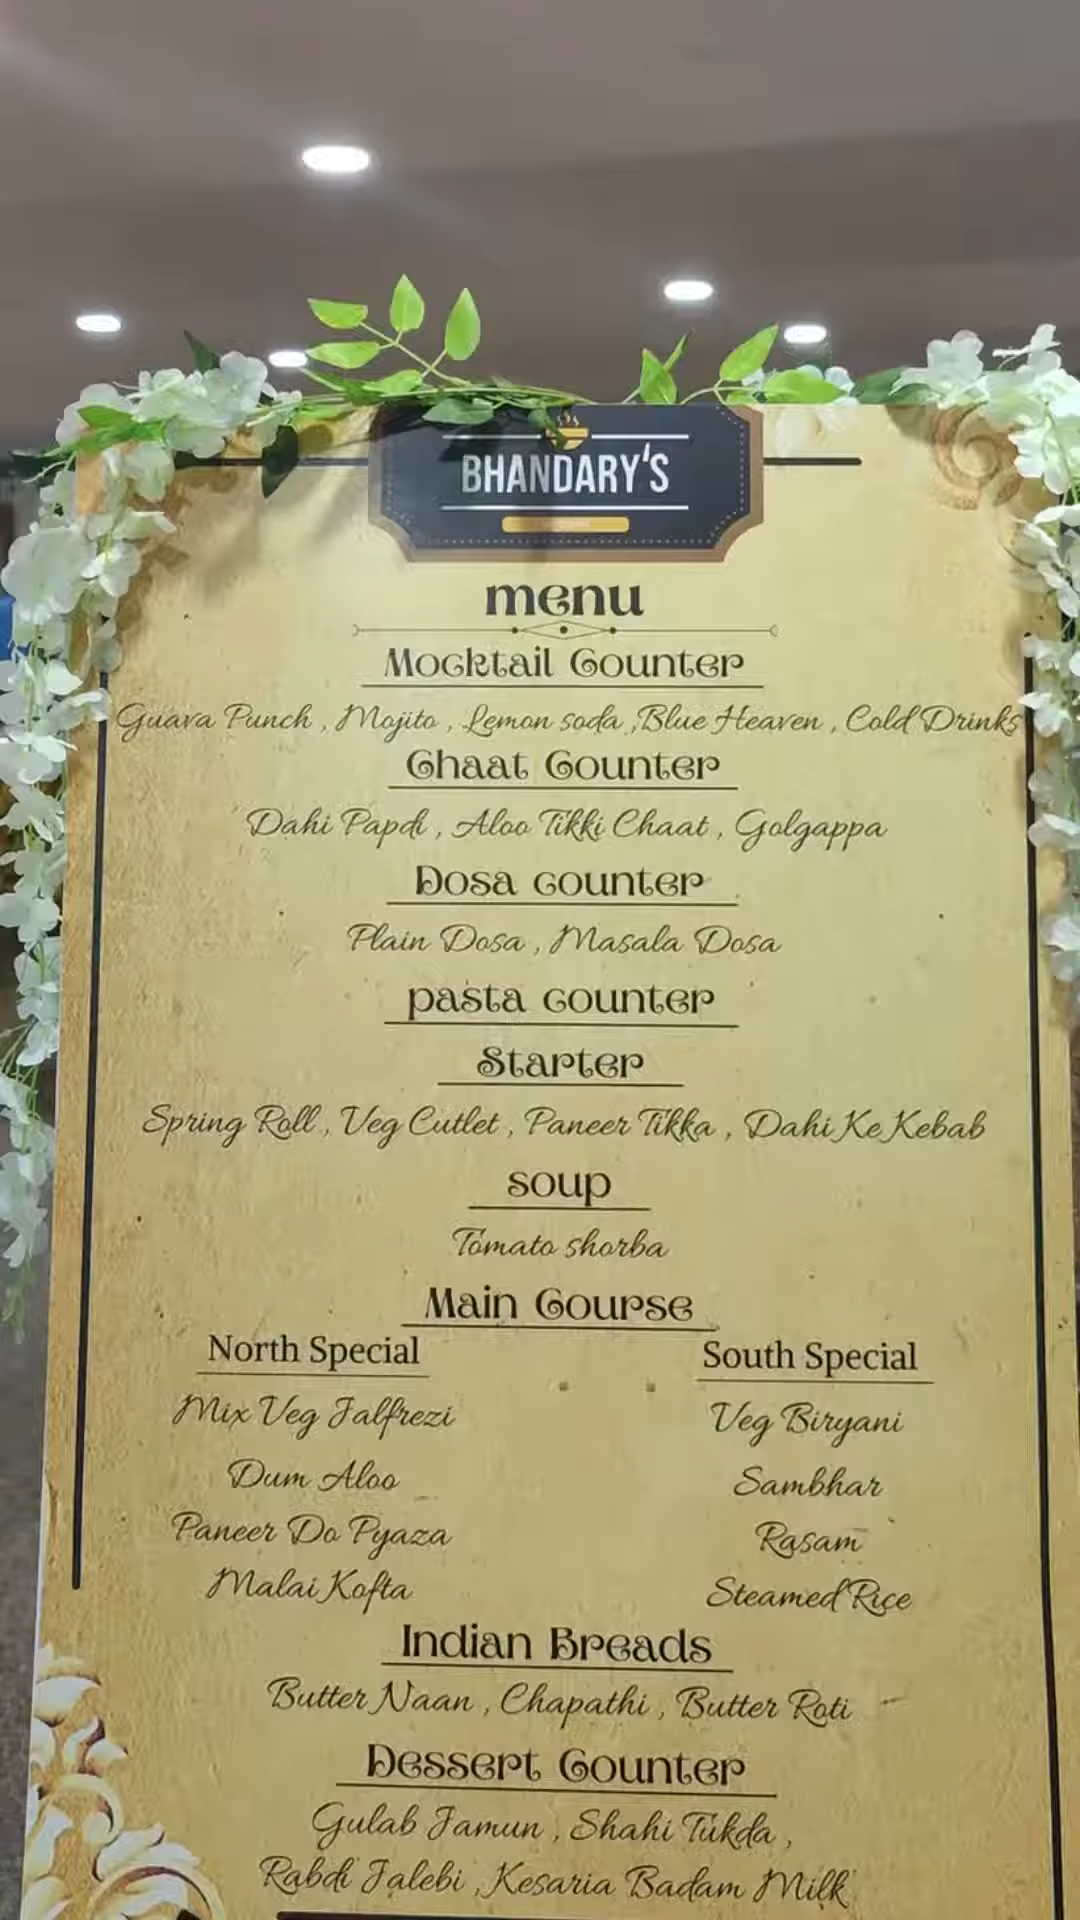 BHANDARY'S
menu
Mocktail Counter
Guava Punch , Mojito , Lemon soda ,Blue Heaven , Cold Drinks
Chaat Counter
Dahi Papdi , Aloo Tikki Chaat , Golgappa
Dosa counter
Plain Dosa , Masala Dosa
pasta counter
Starter
Spring Roll , Veg Cutlet , Paneer Tikka , Dahi Ke Kebab
soup
Tomato shorba
Main Course
North Special
Mix Veg Jalfrezi
Dum Aloo
Paneer Do Pyaza
Malai Kofta
South Special
Veg Biryani
Sambhar
Rasam
Steamed Rice
Indian Breads
Butter Naan , Chapathi , Butter Roti
Dessert Counter
Gulab Jamun , Shahi Tukda ,
Rabdi Jalebi , Kesaria Badam Milk